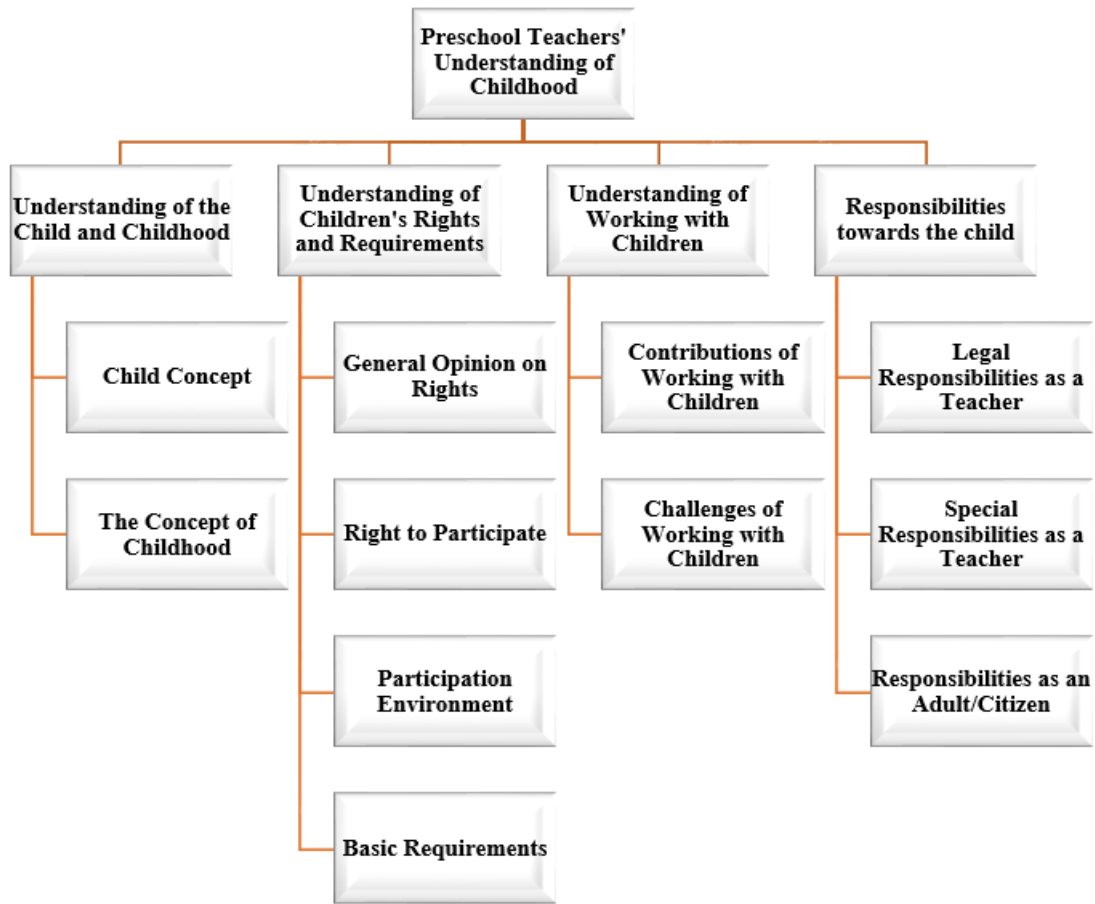 Preschool Teachers'
Understanding of
Childhood
Understanding of the
Child and Childhood
Understanding of
Children's Rights
and Requirements
Understanding of
Working with
Children
Responsibilities
towards the child
Child Concept
The Concept of
Childhood
General Opinion on
Rights
Right to Participate
Participation
Environment
Basic Requirements
Contributions of
Working with
Children
Challenges of
Working with
Children
Legal
Responsibilities as a
Teacher
Special
Responsibilities as a
Teacher
Responsibilities as an
Adult/Citizen